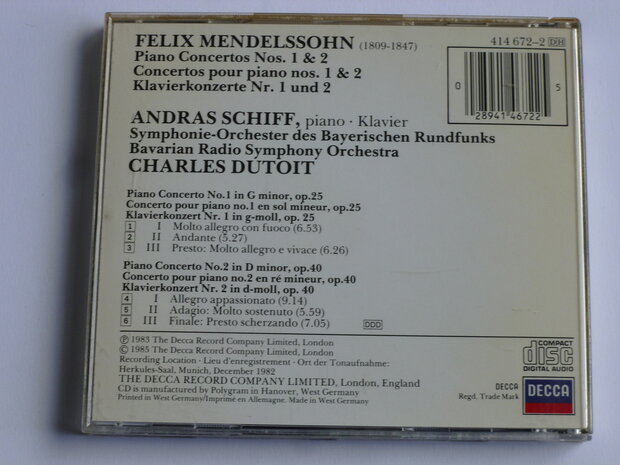 FELIX MENDELSSOHN (1809-1847)
414 672-2 DH
Piano Concertos Nos. 1 & 2
Concertos pour piano nos. 1 & 2
Klavierkonzerte Nr. 1 und 2
0 28941 46722 5
ANDRAS SCHIFF, piano · Klavier
Symphonie-Orchester des Bayerischen Rundfunks
Bavarian Radio Symphony Orchestra
CHARLES DUTOIT
Piano Concerto No.1 in G minor, op.25
Concerto pour piano no.1 en sol mineur, op.25
Klavierkonzert Nr. 1 in g-moll, op. 25
1 I Molto allegro con fuoco (6.53)
2 II Andante (5.27)
3 III Presto: Molto allegro e vivace (6.26)
Piano Concerto No.2 in D minor, op.40
Concerto pour piano no.2 en ré mineur, op.40
Klavierkonzert Nr. 2 in d-moll, op. 40
4 I Allegro appassionato (9.14)
5 II Adagio: Molto sostenuto (5.59)
6 III Finale: Presto scherzando (7.05) DDD
℗ 1983 The Decca Record Company Limited, London
© 1985 The Decca Record Company Limited, London
Recording Location · Lieu d'enregistrement · Ort der Tonaufnahme:
Herkules-Saal, Munich, December 1982
THE DECCA RECORD COMPANY LIMITED, London, England
CD is manufactured by Polygram in Hanover, West Germany
Printed in West Germany/Imprimé en Allemagne. Made in West Germany
COMPACT
disc
DIGITAL AUDIO
DECCA
Regd. Trade Mark
DECCA